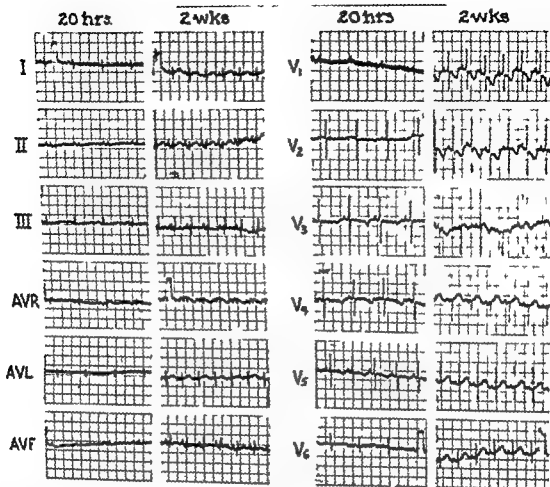 20 hrs. 2 wks 20 hrs 2 wks
I V₁
II V₂
III V₃
AVR V₄
AVL V₅
AVF V₆